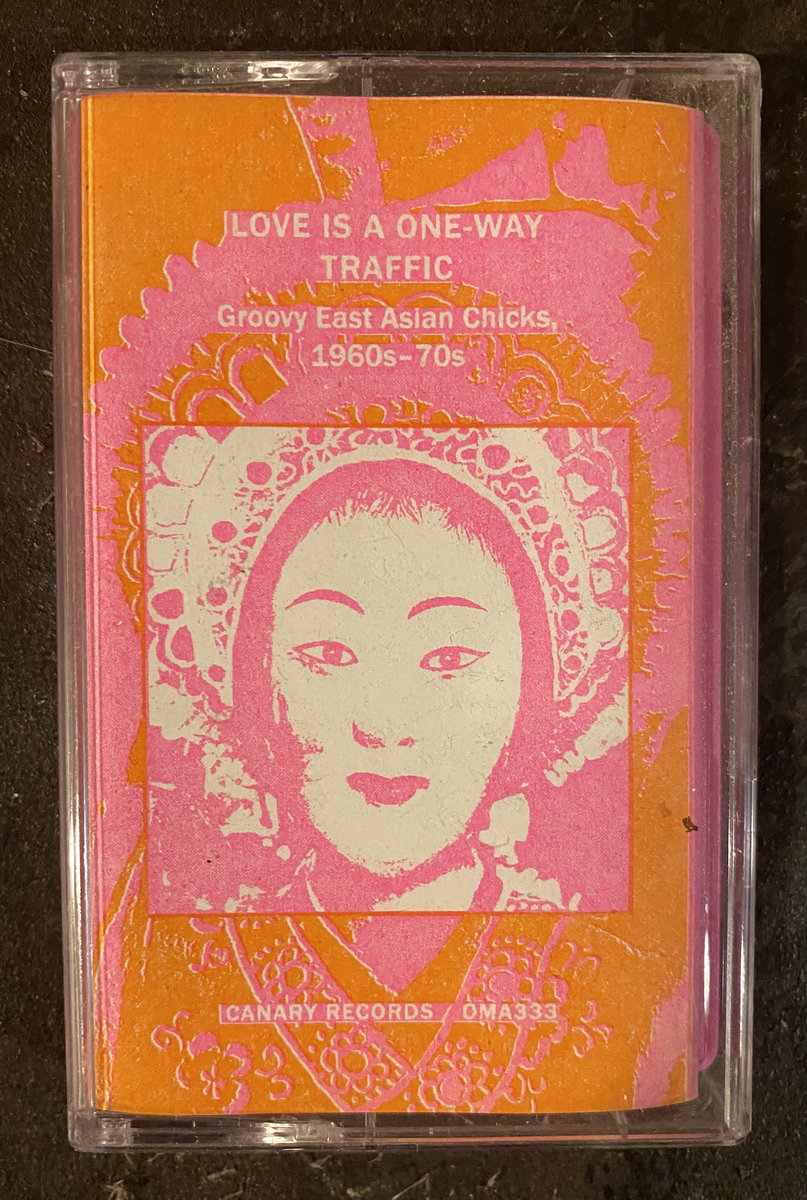 LOVE IS A ONE-WAY
TRAFFIC
Groovy East Asian Chicks,
1960s–70s
CANARY RECORDS / OMA333